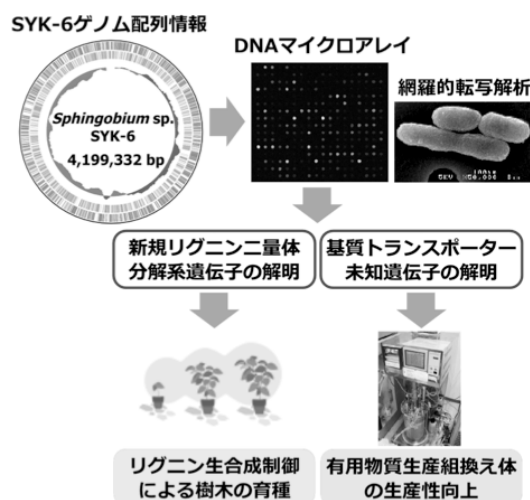 SYK-6ゲノム配列情報
DNAマイクロアレイ
網羅的転写解析
Sphingobium sp.
SYK-6
4,199,332 bp
新規リグニン二量体
分解系遺伝子の解明
基質トランスポーター
未知遺伝子の解明
リグニン生合成制御
による樹木の育種
有用物質生産組換え体
の生産性向上